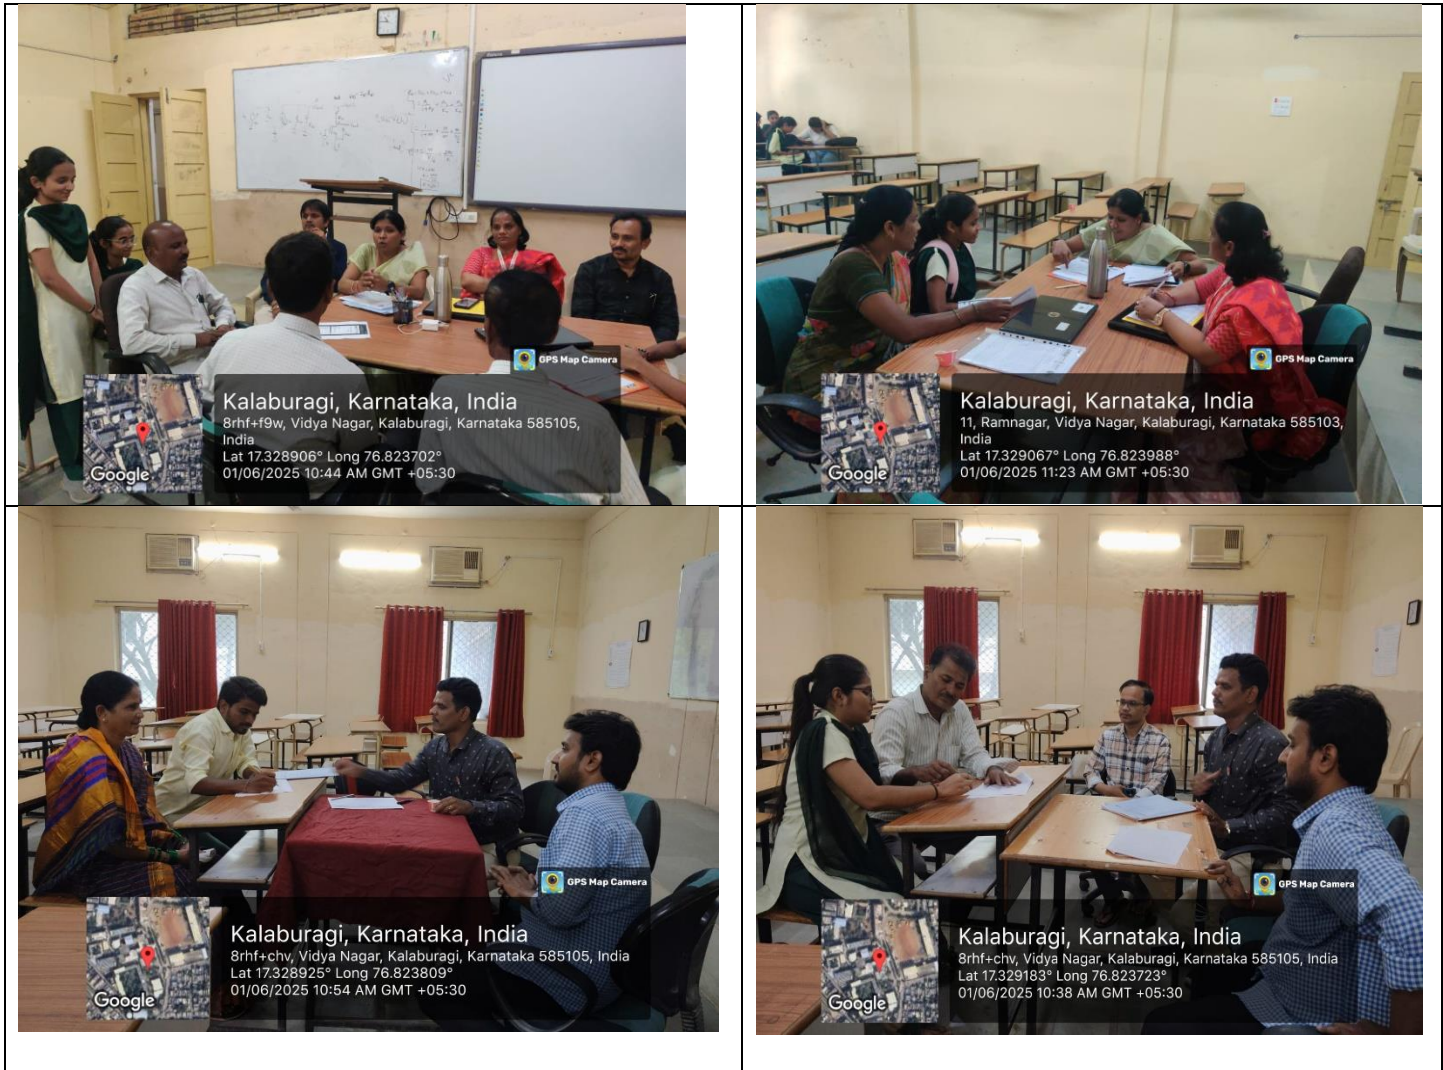 GPS Map Camera
Kalaburagi, Karnataka, India
8rhf+f9w, Vidya Nagar, Kalaburagi, Karnataka 585105,
India
Lat 17.328906° Long 76.823702°
01/06/2025 10:44 AM GMT +05:30
Google
GPS Map Camera
Kalaburagi, Karnataka, India
11, Ramnagar, Vidya Nagar, Kalaburagi, Karnataka 585103,
India
Lat 17.329067° Long 76.823988°
01/06/2025 11:23 AM GMT +05:30
Google
GPS Map Camera
Kalaburagi, Karnataka, India
8rhf+chv, Vidya Nagar, Kalaburagi, Karnataka 585105, India
Lat 17.328925° Long 76.823809°
01/06/2025 10:54 AM GMT +05:30
Google
GPS Map Camera
Kalaburagi, Karnataka, India
8rhf+chv, Vidya Nagar, Kalaburagi, Karnataka 585105, India
Lat 17.329183° Long 76.823723°
01/06/2025 10:38 AM GMT +05:30
Google